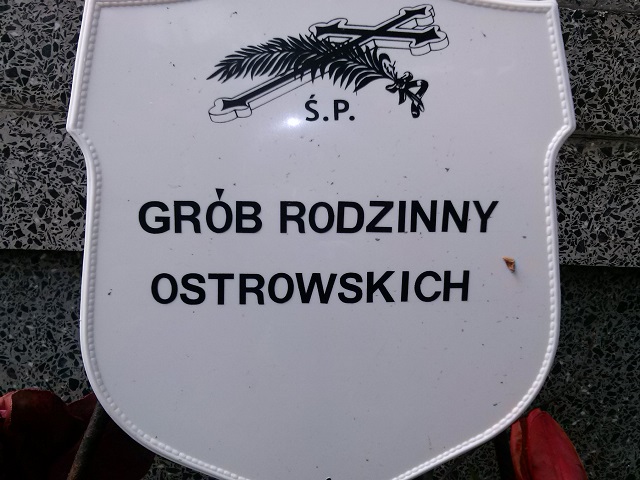 Ś.P.
GRÓB RODZINNY
OSTROWSKICH